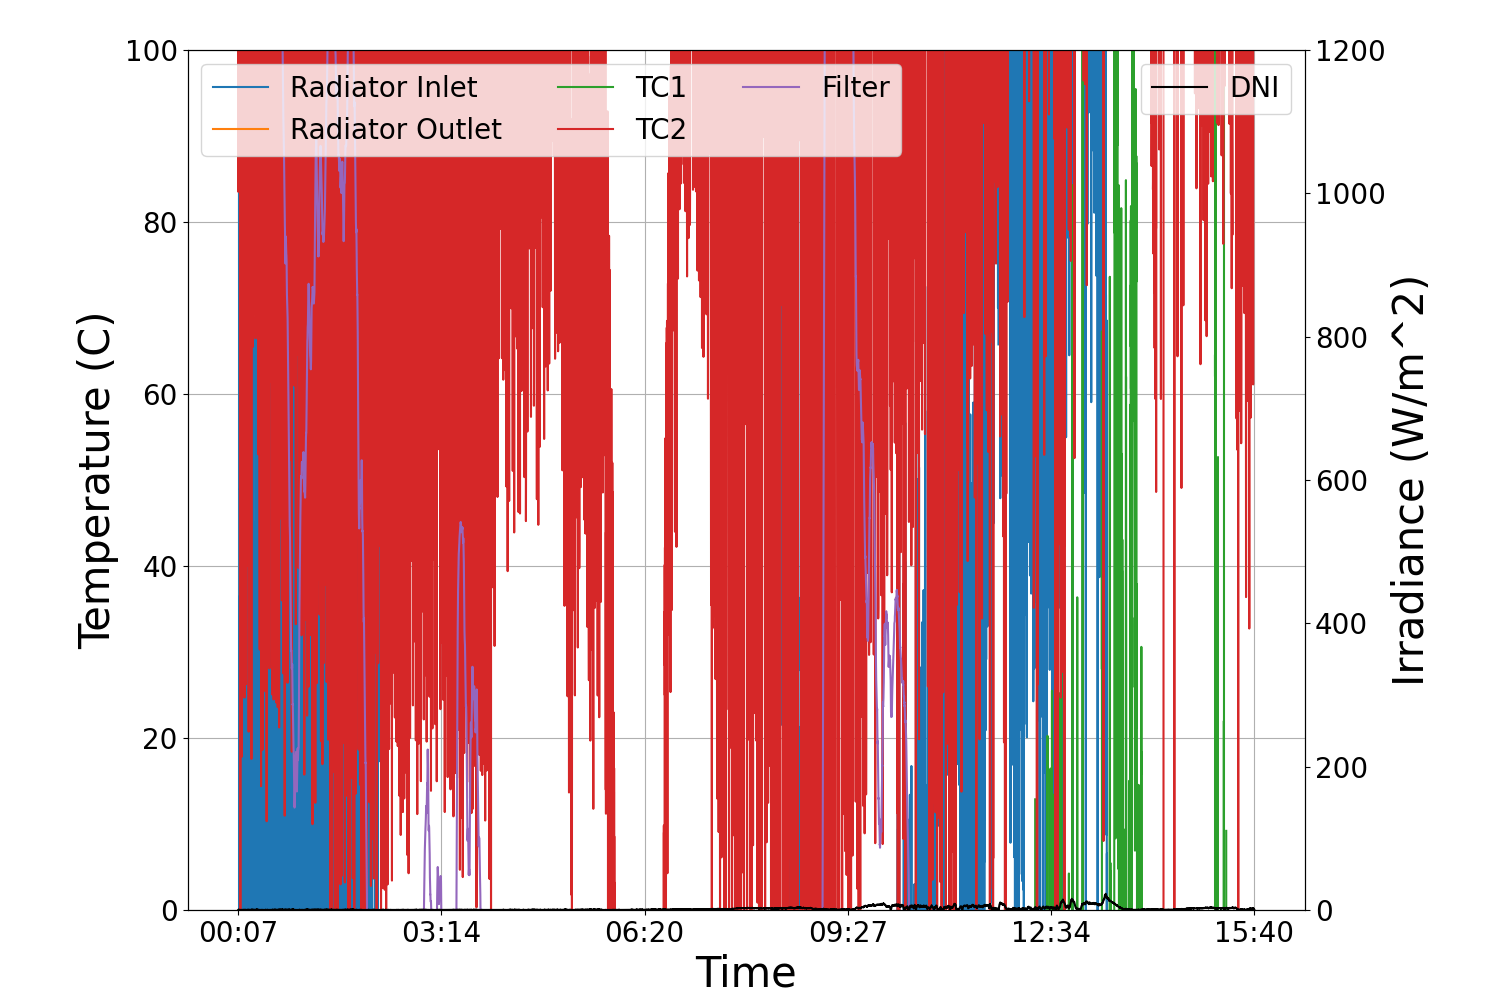 Radiator Inlet
Radiator Outlet
TC1
TC2
Filter
DNI
Temperature (C)
100
80
60
40
20
0
Irradiance (W/m^2)
1200
1000
800
600
400
200
0
00:07 03:14 06:20 09:27 12:34 15:40
Time